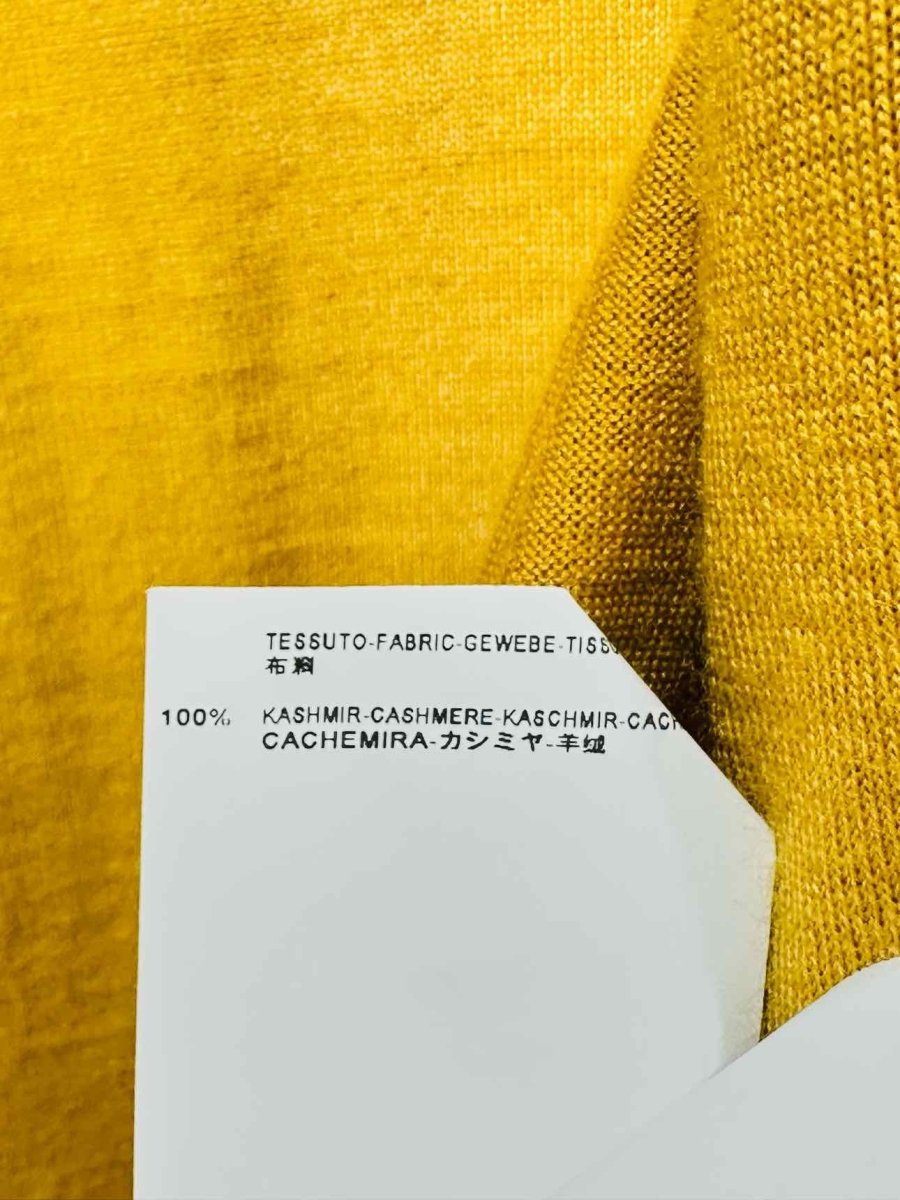 TESSUTO-FABRIC-GEWEBE-TISS
布料
100% KASHMIR-CASHMERE-KASCHMIR-CACH
CACHEMIRA-カシミヤ-羊绒